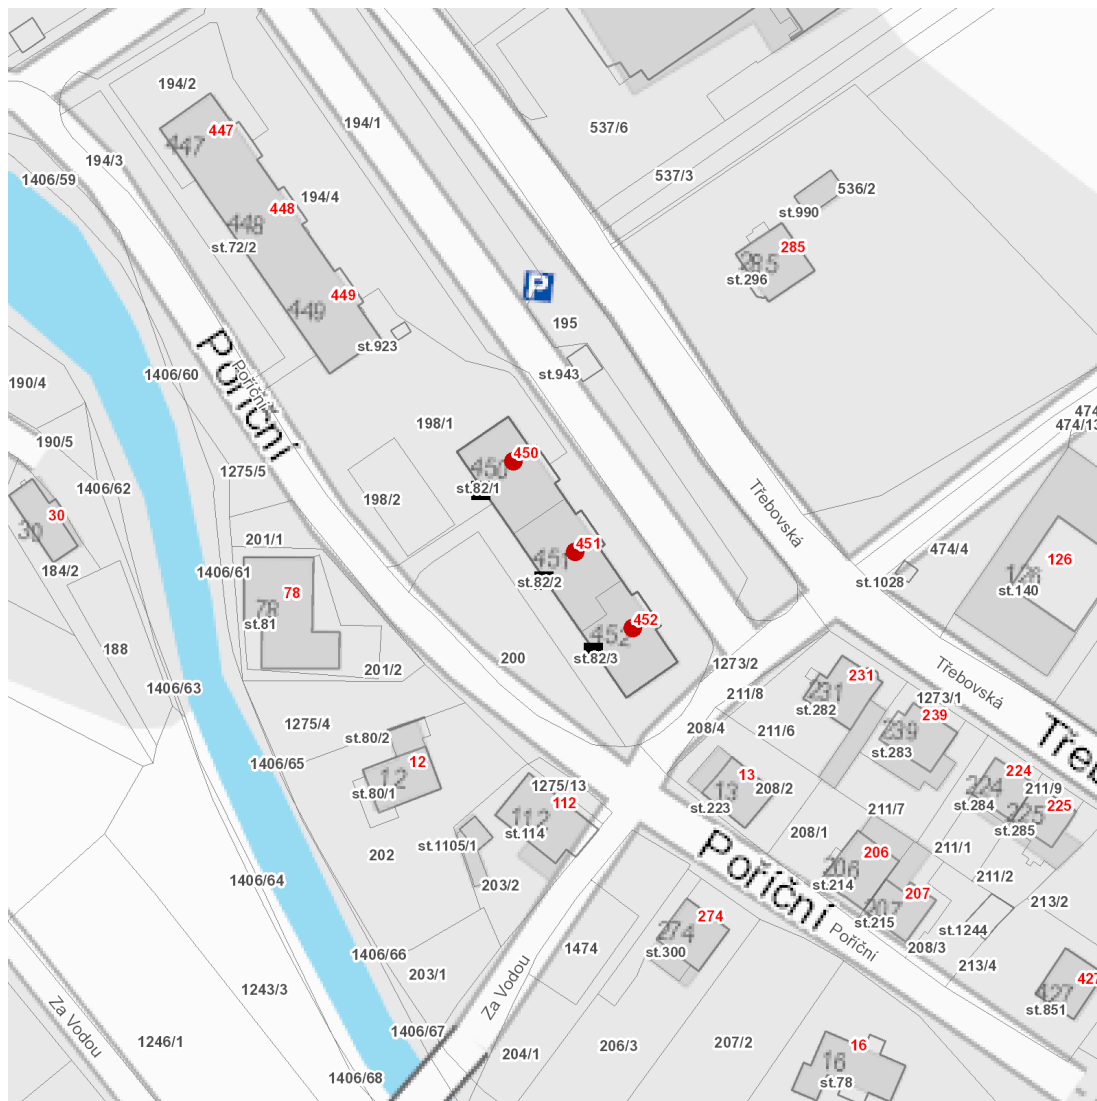 194/2
447
447
194/1
537/6
194/3
1406/59
537/3
536/2
448
194/4
st.990
448
st.72/2
285
285
st.296
P
449
449
195
st.923
Poříční
Poříční
1406/60
st.943
190/4
474
474/13
198/1
190/5
450
450
1275/5
1406/62
st.82/1
198/2
Třebovská
30
30
201/1
451
451
474/4
126
126
184/2
1406/61
st.82/2
st.1028
st.140
78
78
st.81
452
452
188
200
st.82/3
201/2
1273/2
Třebovská
1406/63
211/8
231
231
st.282
1273/1
1275/4
st.80/2
208/4
211/6
239
239
st.283
Třeb
1406/65
12
12
13
13
224
224
st.80/1
1275/13
208/2
211/9
112
112
st.114
st.223
211/7
st.284
225
225
st.285
208/1
st.1105/1
202
Poříční
206
206
211/1
1406/64
203/2
st.214
211/2
207
207
213/2
274
274
st.215
st.1244
1474
st.300
Poříční
208/3
1406/66
203/1
213/4
1243/3
Za Vodou
427
427
st.851
Za Vodou
1246/1
1406/67
204/1
206/3
207/2
16
16
1406/68
st.78